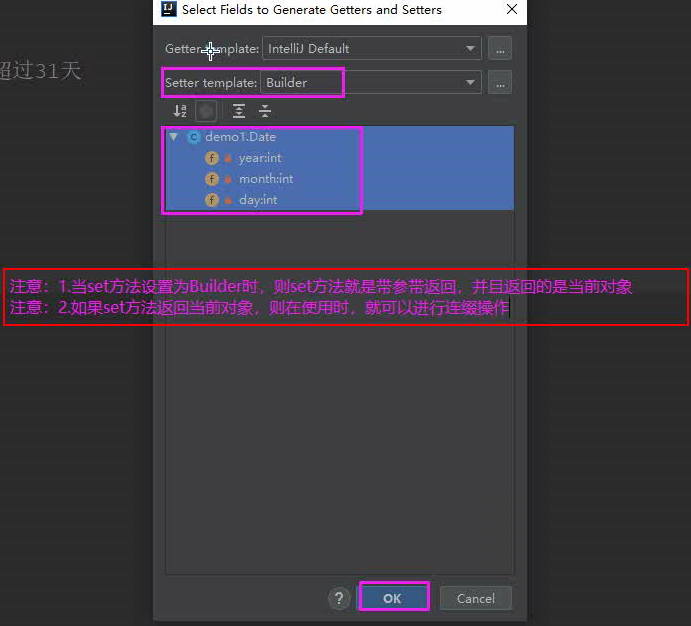 Select Fields to Generate Getters and Setters
Getter template: IntelliJ Default
...
超过31天
Setter template: Builder
...
demo1.Date
year:int
month:int
day:int
注意：1.当set方法设置为Builder时，则set方法就是带参带返回，并且返回的是当前对象
注意：2.如果set方法返回当前对象，则在使用时，就可以进行连缀操作
?
OK
Cancel